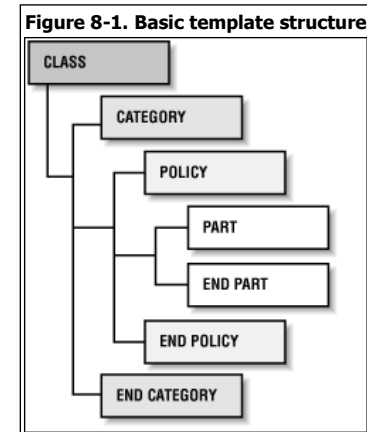 Figure 8-1. Basic template structure
CLASS
CATEGORY
POLICY
PART
END PART
END POLICY
END CATEGORY